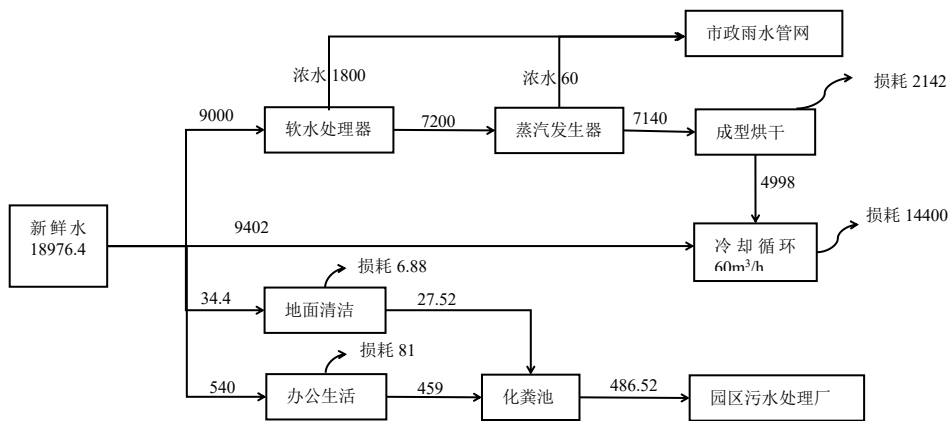 市政雨水管网
浓水 1800
浓水 60
损耗 2142
9000
软水处理器
7200
蒸汽发生器
7140
成型烘干
4998
新鲜水
18976.4
9402
损耗 14400
冷却循环
60m³/h
损耗 6.88
34.4
地面清洁
27.52
损耗 81
540
办公生活
459
化粪池
486.52
园区污水处理厂